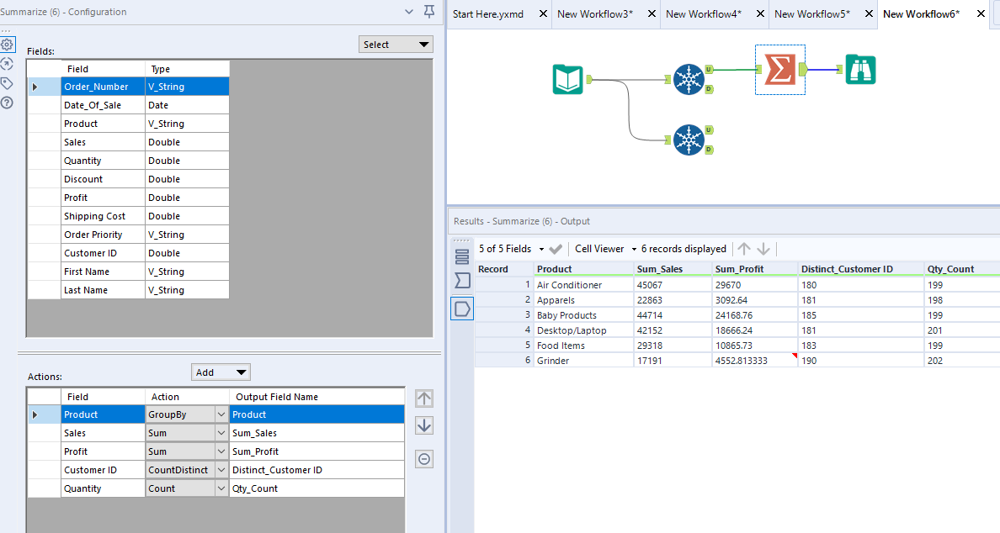 Summarize (6) - Configuration
Start Here.yxmd
New Workflow3*
New Workflow4*
New Workflow5*
New Workflow6*
Select
Fields:
Field Type
Order_Number V_String
Date_Of_Sale Date
Product V_String
Sales Double
Quantity Double
Discount Double
Profit Double
Shipping Cost Double
Order Priority V_String
Customer ID Double
First Name V_String
Last Name V_String
Add
Actions:
Field Action Output Field Name
Product GroupBy Product
Sales Sum Sum_Sales
Profit Sum Sum_Profit
Customer ID CountDistinct Distinct_Customer ID
Quantity Count Qty_Count
U
D
U
D
Results - Summarize (6) - Output
5 of 5 Fields Cell Viewer 6 records displayed
Record Product Sum_Sales Sum_Profit Distinct_Customer ID Qty_Count
1 Air Conditioner 45067 29670 180 199
2 Apparels 22863 3092.64 181 198
3 Baby Products 44714 24168.76 185 199
4 Desktop/Laptop 42152 18666.24 181 201
5 Food Items 29318 10865.73 183 199
6 Grinder 17191 4552.813333 190 202